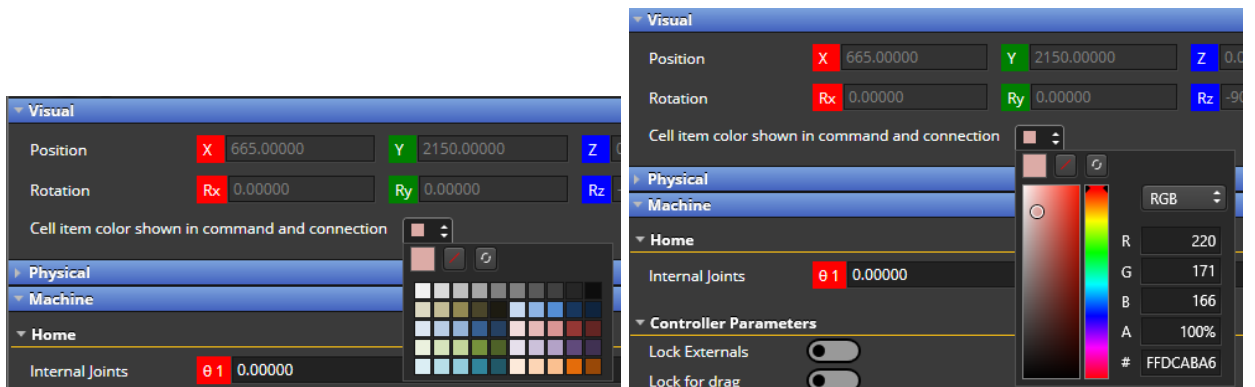 Visual
Position X 665.00000 Y 2150.00000 Z
Rotation Rx 0.00000 Ry 0.00000 Rz
Cell item color shown in command and connection
Physical
Machine
Home
Internal Joints θ 1 0.00000
Visual
Position X 665.00000 Y 2150.00000 Z 0.0
Rotation Rx 0.00000 Ry 0.00000 Rz -90
Cell item color shown in command and connection
Physical
Machine
RGB
Home
R 220
Internal Joints θ 1 0.00000
G 171
B 166
Controller Parameters
A 100%
Lock Externals
# FFDCABA6
Lock for drag